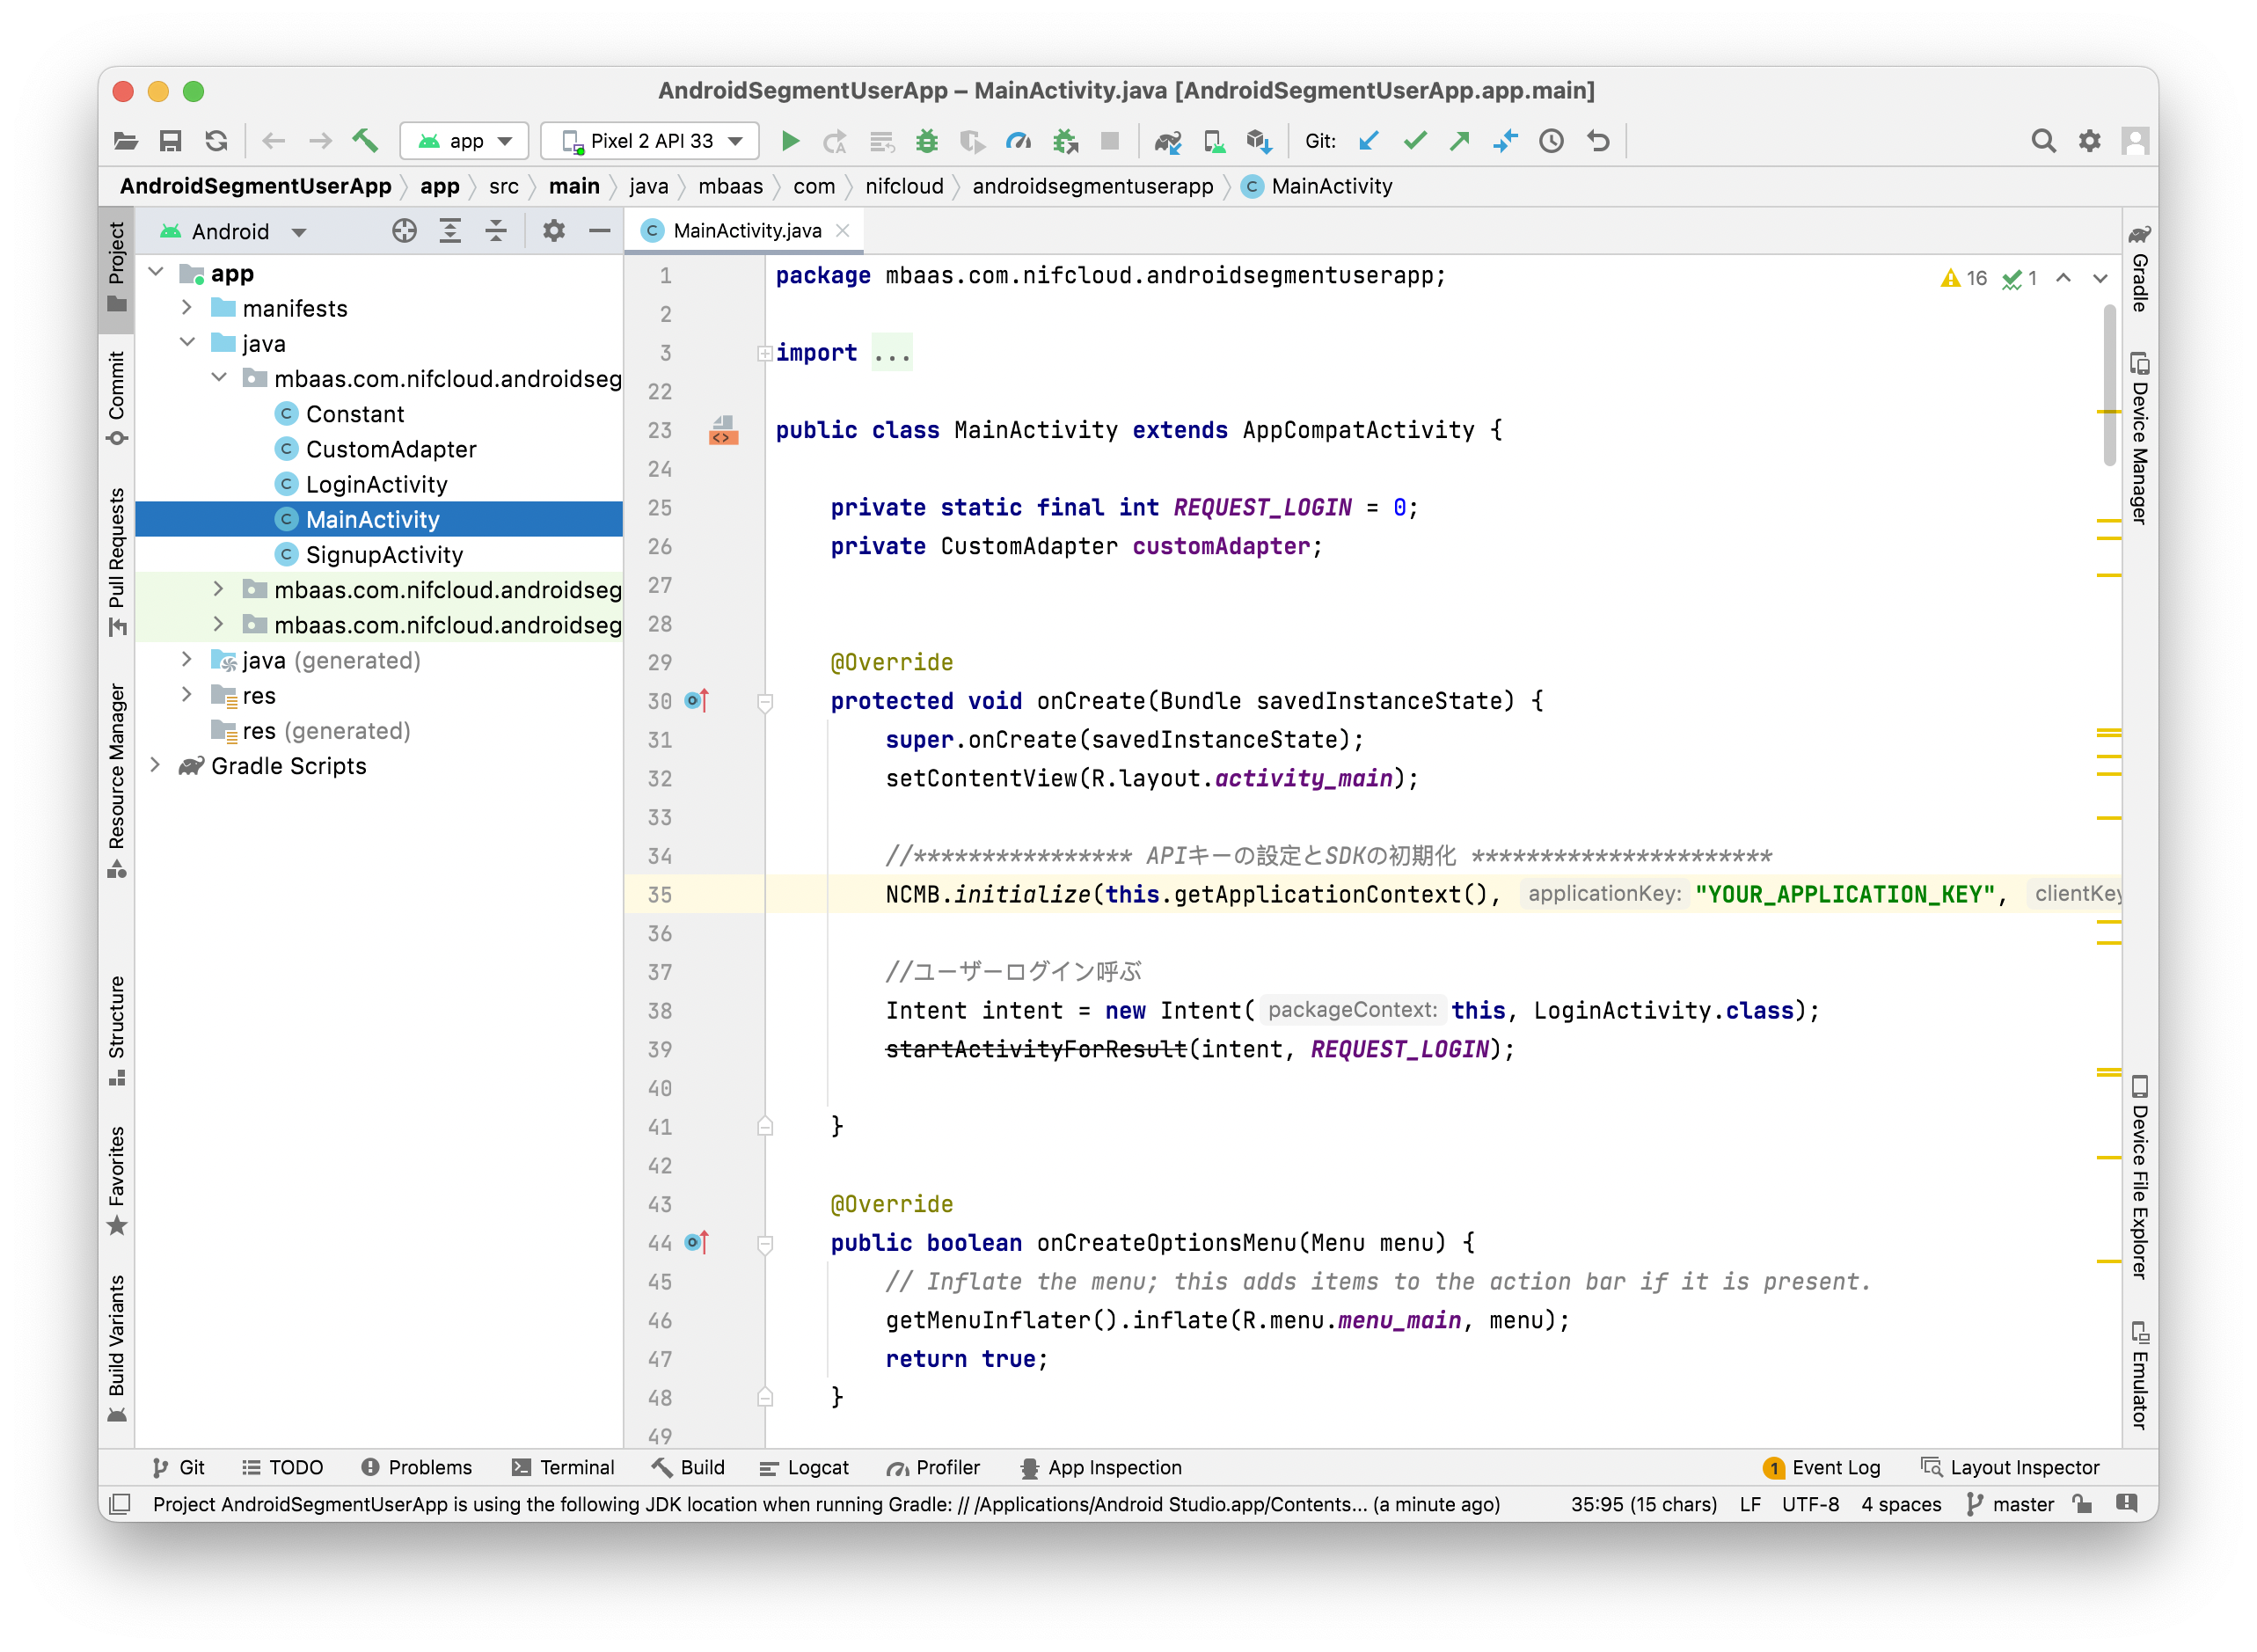 AndroidSegmentUserApp – MainActivity.java [AndroidSegmentUserApp.app.main]
app
Pixel 2 API 33
Git:
AndroidSegmentUserApp app src main java mbaas com nifcloud androidsegmentuserapp MainActivity
Project
Commit
Pull Requests
Resource Manager
Structure
Favorites
Build Variants
Android
app
manifests
java
mbaas.com.nifcloud.androidseg
Constant
CustomAdapter
LoginActivity
MainActivity
SignupActivity
mbaas.com.nifcloud.androidseg
mbaas.com.nifcloud.androidseg
java (generated)
res
res (generated)
Gradle Scripts
MainActivity.java
16 1
1 package mbaas.com.nifcloud.androidsegmentuserapp;
2
3 import ...
22
23 public class MainActivity extends AppCompatActivity {
24
25 private static final int REQUEST_LOGIN = 0;
26 private CustomAdapter customAdapter;
27
28
29 @Override
30 protected void onCreate(Bundle savedInstanceState) {
31 super.onCreate(savedInstanceState);
32 setContentView(R.layout.activity_main);
33
34 //**************** APIキーの設定とSDKの初期化 **********************
35 NCMB.initialize(this.getApplicationContext(), applicationKey: "YOUR_APPLICATION_KEY", clientKey
36
37 //ユーザーログイン呼ぶ
38 Intent intent = new Intent( packageContext: this, LoginActivity.class);
39 startActivityForResult(intent, REQUEST_LOGIN);
40
41 }
42
43 @Override
44 public boolean onCreateOptionsMenu(Menu menu) {
45 // Inflate the menu; this adds items to the action bar if it is present.
46 getMenuInflater().inflate(R.menu.menu_main, menu);
47 return true;
48 }
49
Gradle
Device Manager
Device File Explorer
Emulator
Git TODO Problems Terminal Build Logcat Profiler App Inspection 1 Event Log Layout Inspector
Project AndroidSegmentUserApp is using the following JDK location when running Gradle: // /Applications/Android Studio.app/Contents... (a minute ago) 35:95 (15 chars) LF UTF-8 4 spaces master